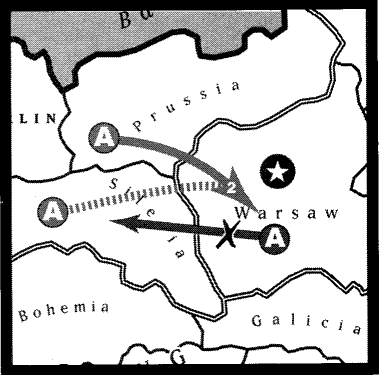 Ba
Prussia
LIN
A
Silesia
2
A
Warsaw
A
Bohemia
Galicia
G